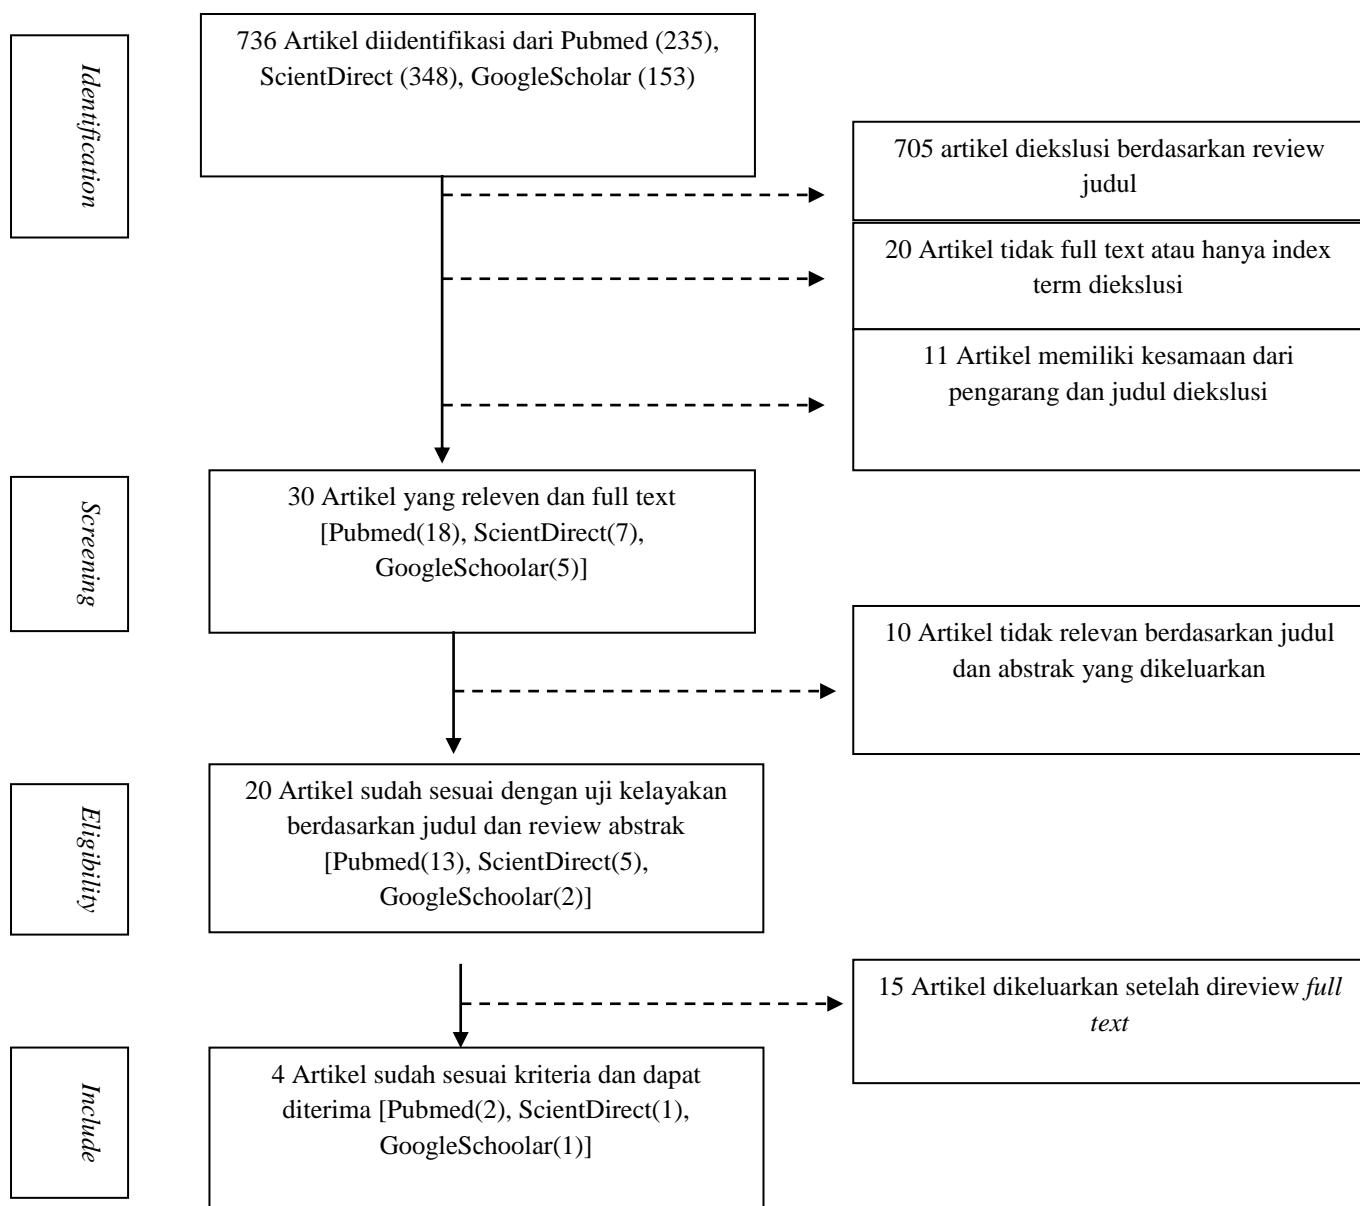 Identification
736 Artikel diidentifikasi dari Pubmed (235),
ScientDirect (348), GoogleScholar (153)
705 artikel diekslusi berdasarkan review
judul
20 Artikel tidak full text atau hanya index
term diekslusi
11 Artikel memiliki kesamaan dari
pengarang dan judul diekslusi
Screening
30 Artikel yang releven dan full text
[Pubmed(18), ScientDirect(7),
GoogleSchoolar(5)]
10 Artikel tidak relevan berdasarkan judul
dan abstrak yang dikeluarkan
Eligibility
20 Artikel sudah sesuai dengan uji kelayakan
berdasarkan judul dan review abstrak
[Pubmed(13), ScientDirect(5),
GoogleSchoolar(2)]
15 Artikel dikeluarkan setelah direview full
text
Include
4 Artikel sudah sesuai kriteria dan dapat
diterima [Pubmed(2), ScientDirect(1),
GoogleSchoolar(1)]